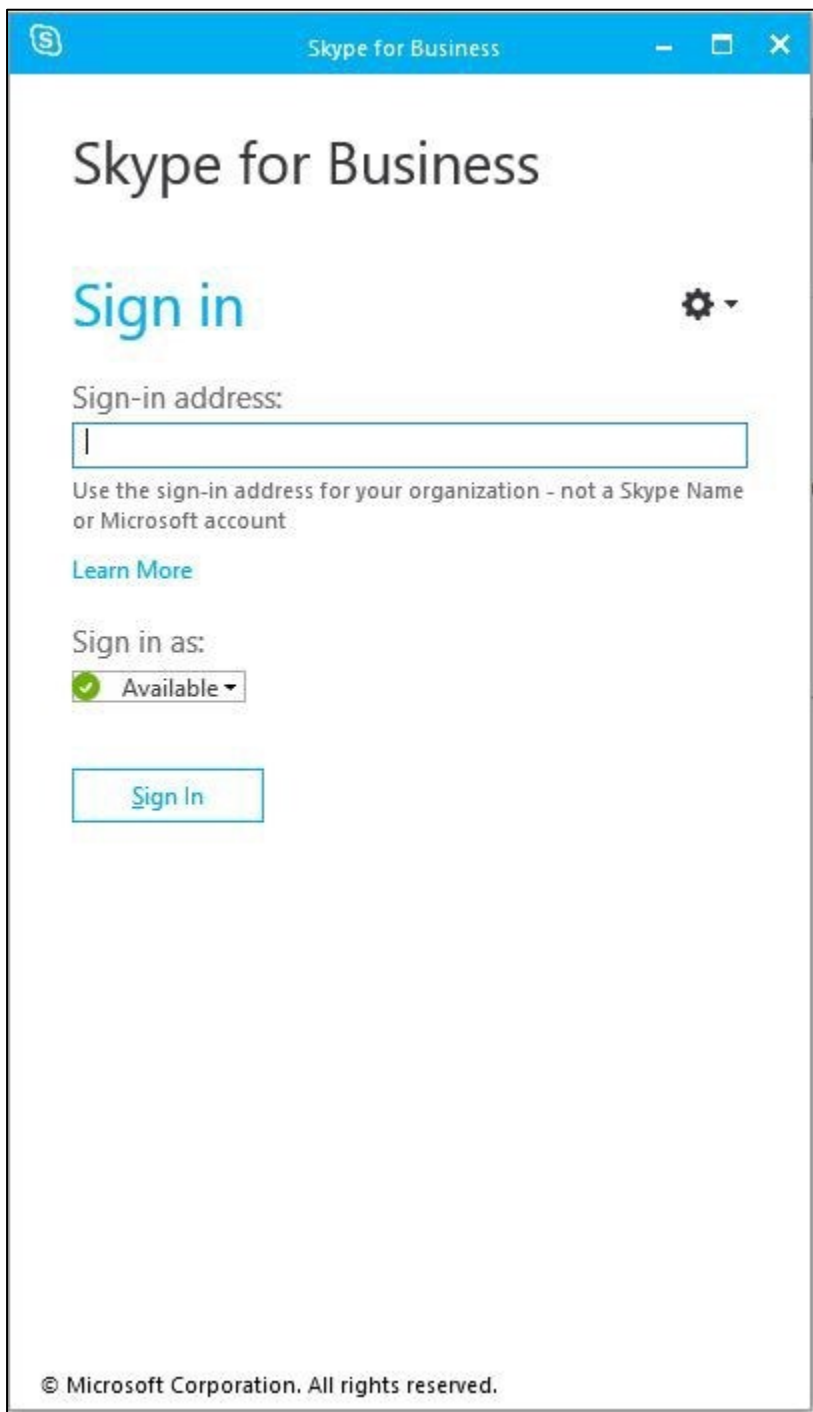 Skype for Business
Skype for Business
Sign in
Sign-in address:
Use the sign-in address for your organization - not a Skype Name
or Microsoft account
Learn More
Sign in as:
Available
Sign In
© Microsoft Corporation. All rights reserved.